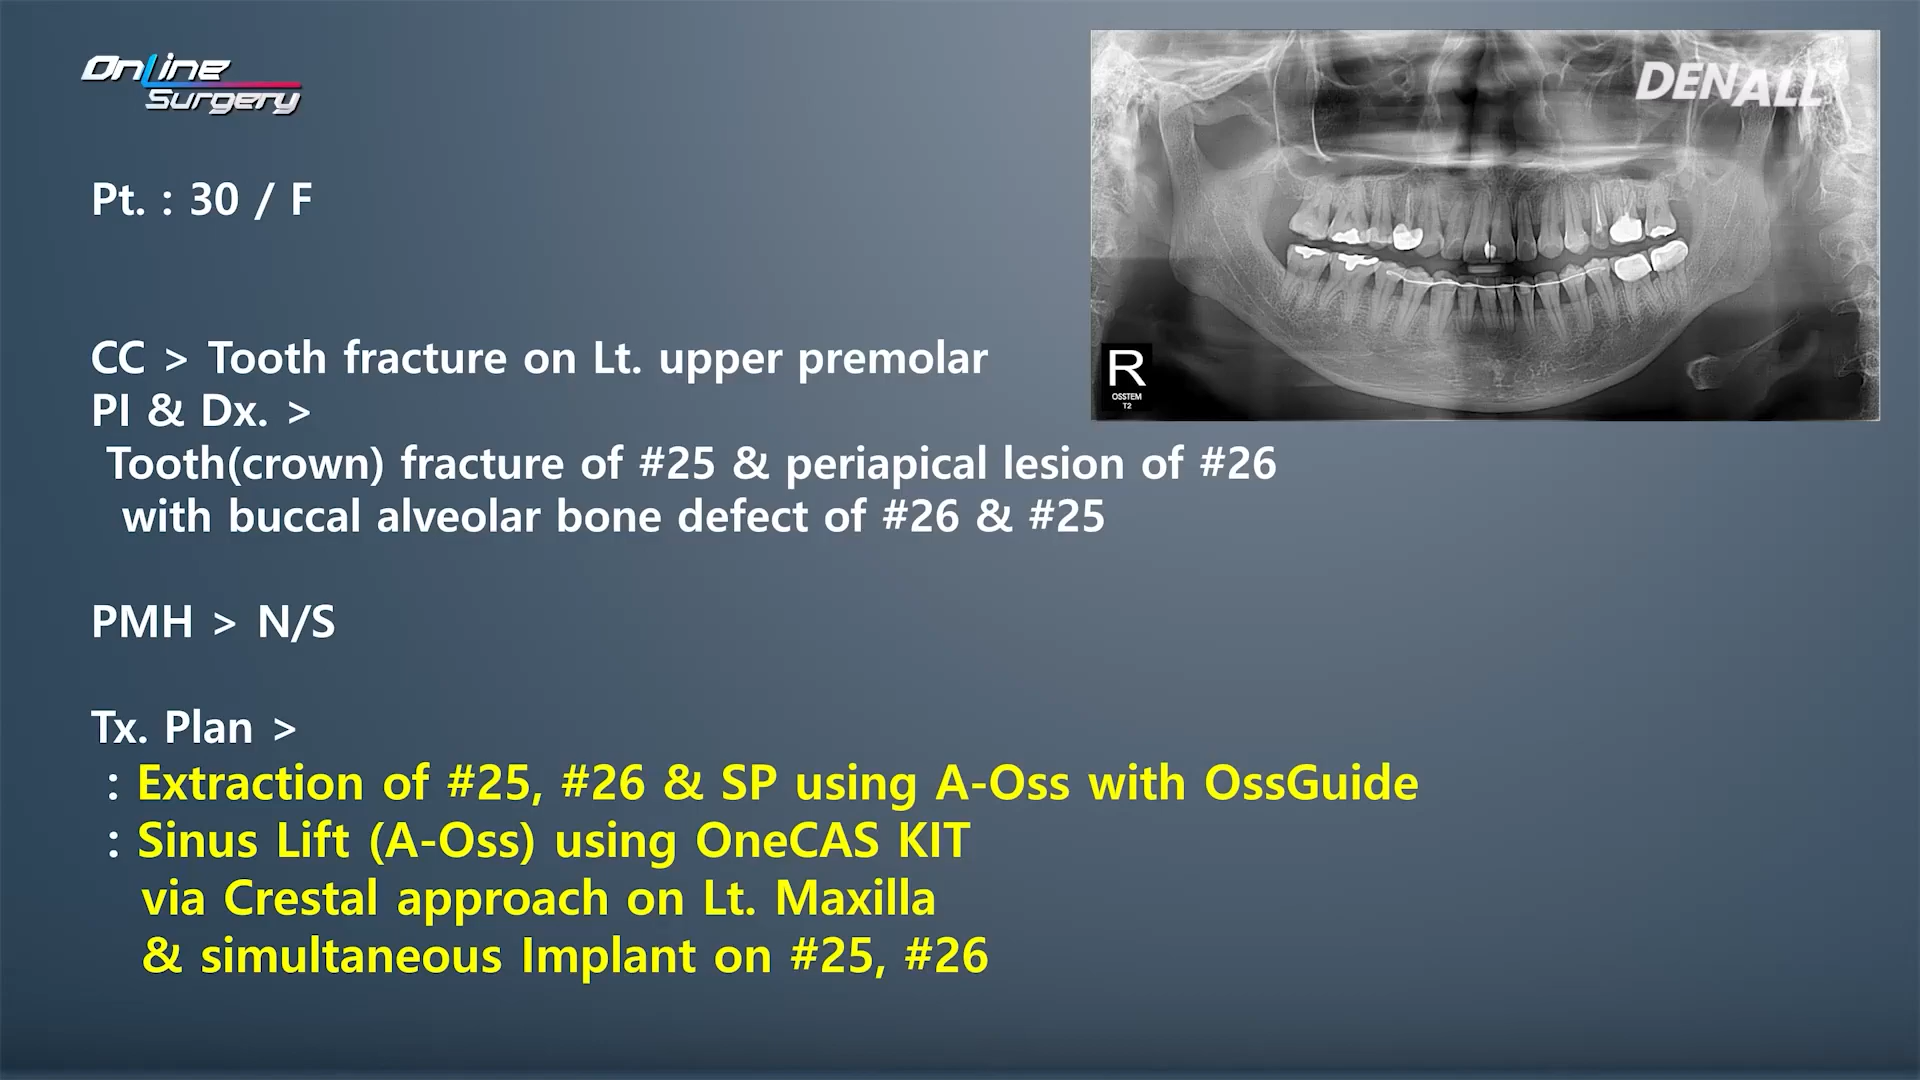 OnLine
Surgery
DENALL
Pt. : 30 / F
R
OSSTEM
T2
CC > Tooth fracture on Lt. upper premolar
PI & Dx. >
Tooth(crown) fracture of #25 & periapical lesion of #26
with buccal alveolar bone defect of #26 & #25
PMH > N/S
Tx. Plan >
: Extraction of #25, #26 & SP using A-Oss with OssGuide
: Sinus Lift (A-Oss) using OneCAS KIT
via Crestal approach on Lt. Maxilla
& simultaneous Implant on #25, #26